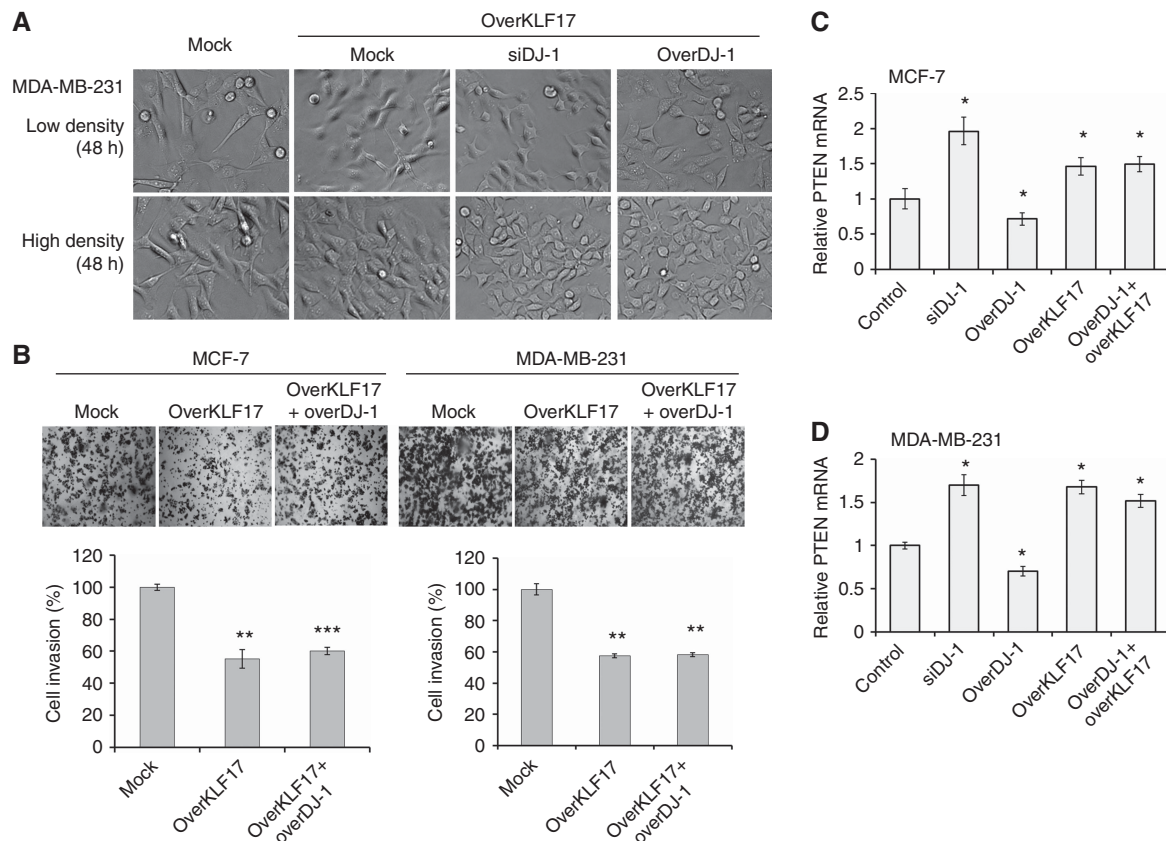 A
OverKLF17
Mock
Mock
siDJ-1
OverDJ-1
MDA-MB-231
Low density
(48 h)
High density
(48 h)
B
MCF-7
Mock
OverKLF17
OverKLF17
+ overDJ-1
MDA-MB-231
Mock
OverKLF17
OverKLF17
+ overDJ-1
Cell invasion (%)
120
100
80
60
40
20
0
**
***
Mock
OverKLF17
OverKLF17+
overDJ-1
Cell invasion (%)
120
100
80
60
40
20
0
**
**
Mock
OverKLF17
OverKLF17+
overDJ-1
C
MCF-7
Relative PTEN mRNA
2.5
2
1.5
1
0.5
0
*
*
*
*
Control
siDJ-1
OverDJ-1
OverKLF17
OverDJ-1+
overKLF17
D
MDA-MB-231
Relative PTEN mRNA
2
1.5
1
0.5
0
*
*
*
*
Control
siDJ-1
OverDJ-1
OverKLF17
OverDJ-1+
overKLF17